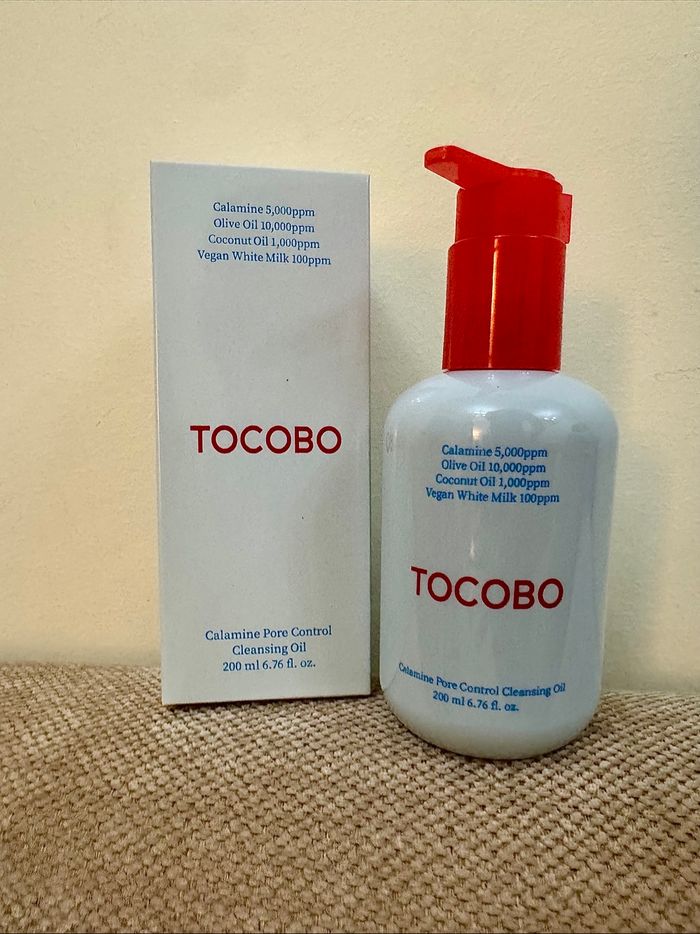 Calamine 5,000ppm
Olive Oil 10,000ppm
Coconut Oil 1,000ppm
Vegan White Milk 100ppm
TOCOBO
Calamine Pore Control
Cleansing Oil
200 ml 6.76 fl. oz.
Calamine 5,000ppm
Olive Oil 10,000ppm
Coconut Oil 1,000ppm
Vegan White Milk 100ppm
TOCOBO
Calamine Pore Control Cleansing Oil
200 ml 6.76 fl. oz.